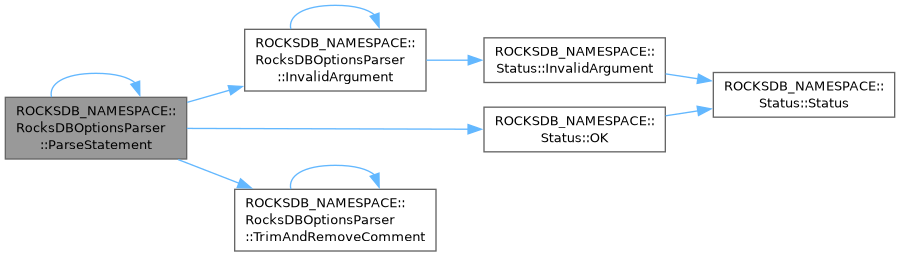 ROCKSDB_NAMESPACE::
RocksDBOptionsParser
::ParseStatement
ROCKSDB_NAMESPACE::
RocksDBOptionsParser
::InvalidArgument
ROCKSDB_NAMESPACE::
Status::InvalidArgument
ROCKSDB_NAMESPACE::
Status::Status
ROCKSDB_NAMESPACE::
Status::OK
ROCKSDB_NAMESPACE::
RocksDBOptionsParser
::TrimAndRemoveComment